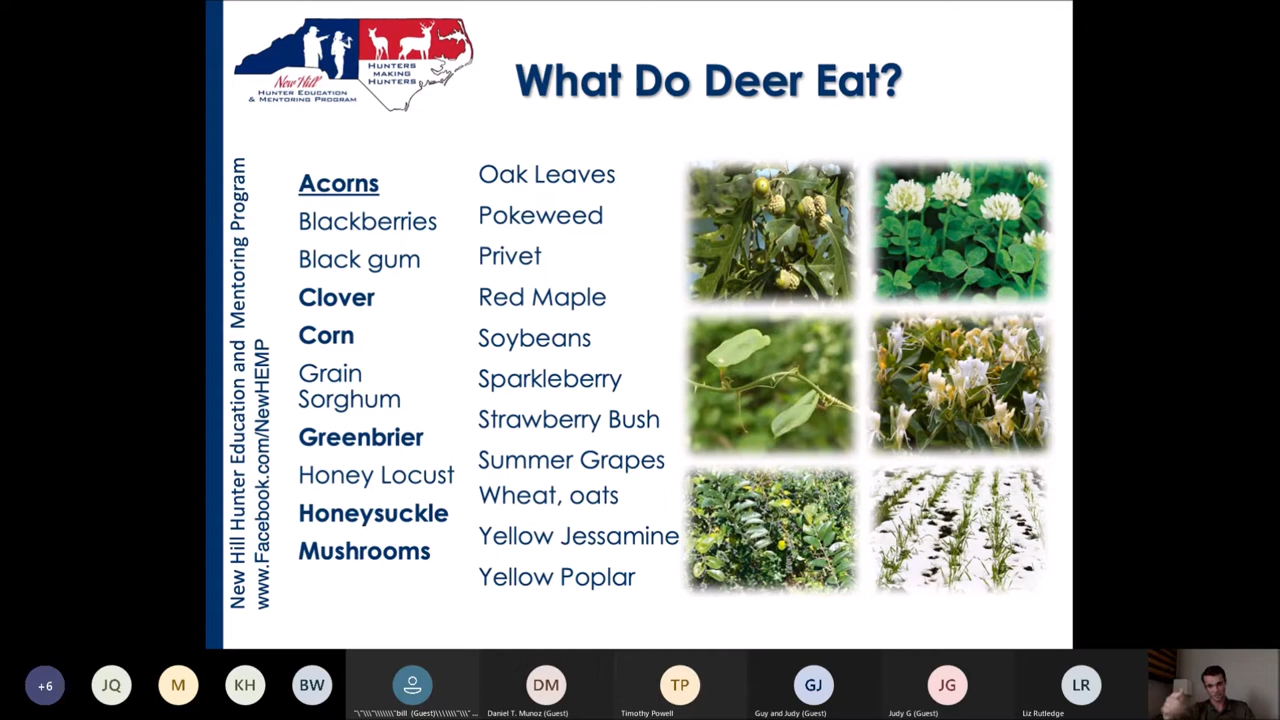 New Hill
HUNTER EDUCATION
& MENTORING PROGRAM
HUNTERS
MAKING
HUNTERS
What Do Deer Eat?
New Hill Hunter Education and Mentoring Program
www.Facebook.com/NewHEMP
Acorns
Blackberries
Black gum
Clover
Corn
Grain
Sorghum
Greenbrier
Honey Locust
Honeysuckle
Mushrooms
Oak Leaves
Pokeweed
Privet
Red Maple
Soybeans
Sparkleberry
Strawberry Bush
Summer Grapes
Wheat, oats
Yellow Jessamine
Yellow Poplar
+6
JQ
M
KH
BW
"\"\"\"\"\"\"\"bill (Guest)\"\"\"\"\"\"\" ...
DM
Daniel T. Munoz (Guest)
TP
Timothy Powell
GJ
Guy and Judy (Guest)
JG
Judy G (Guest)
LR
Liz Rutledge